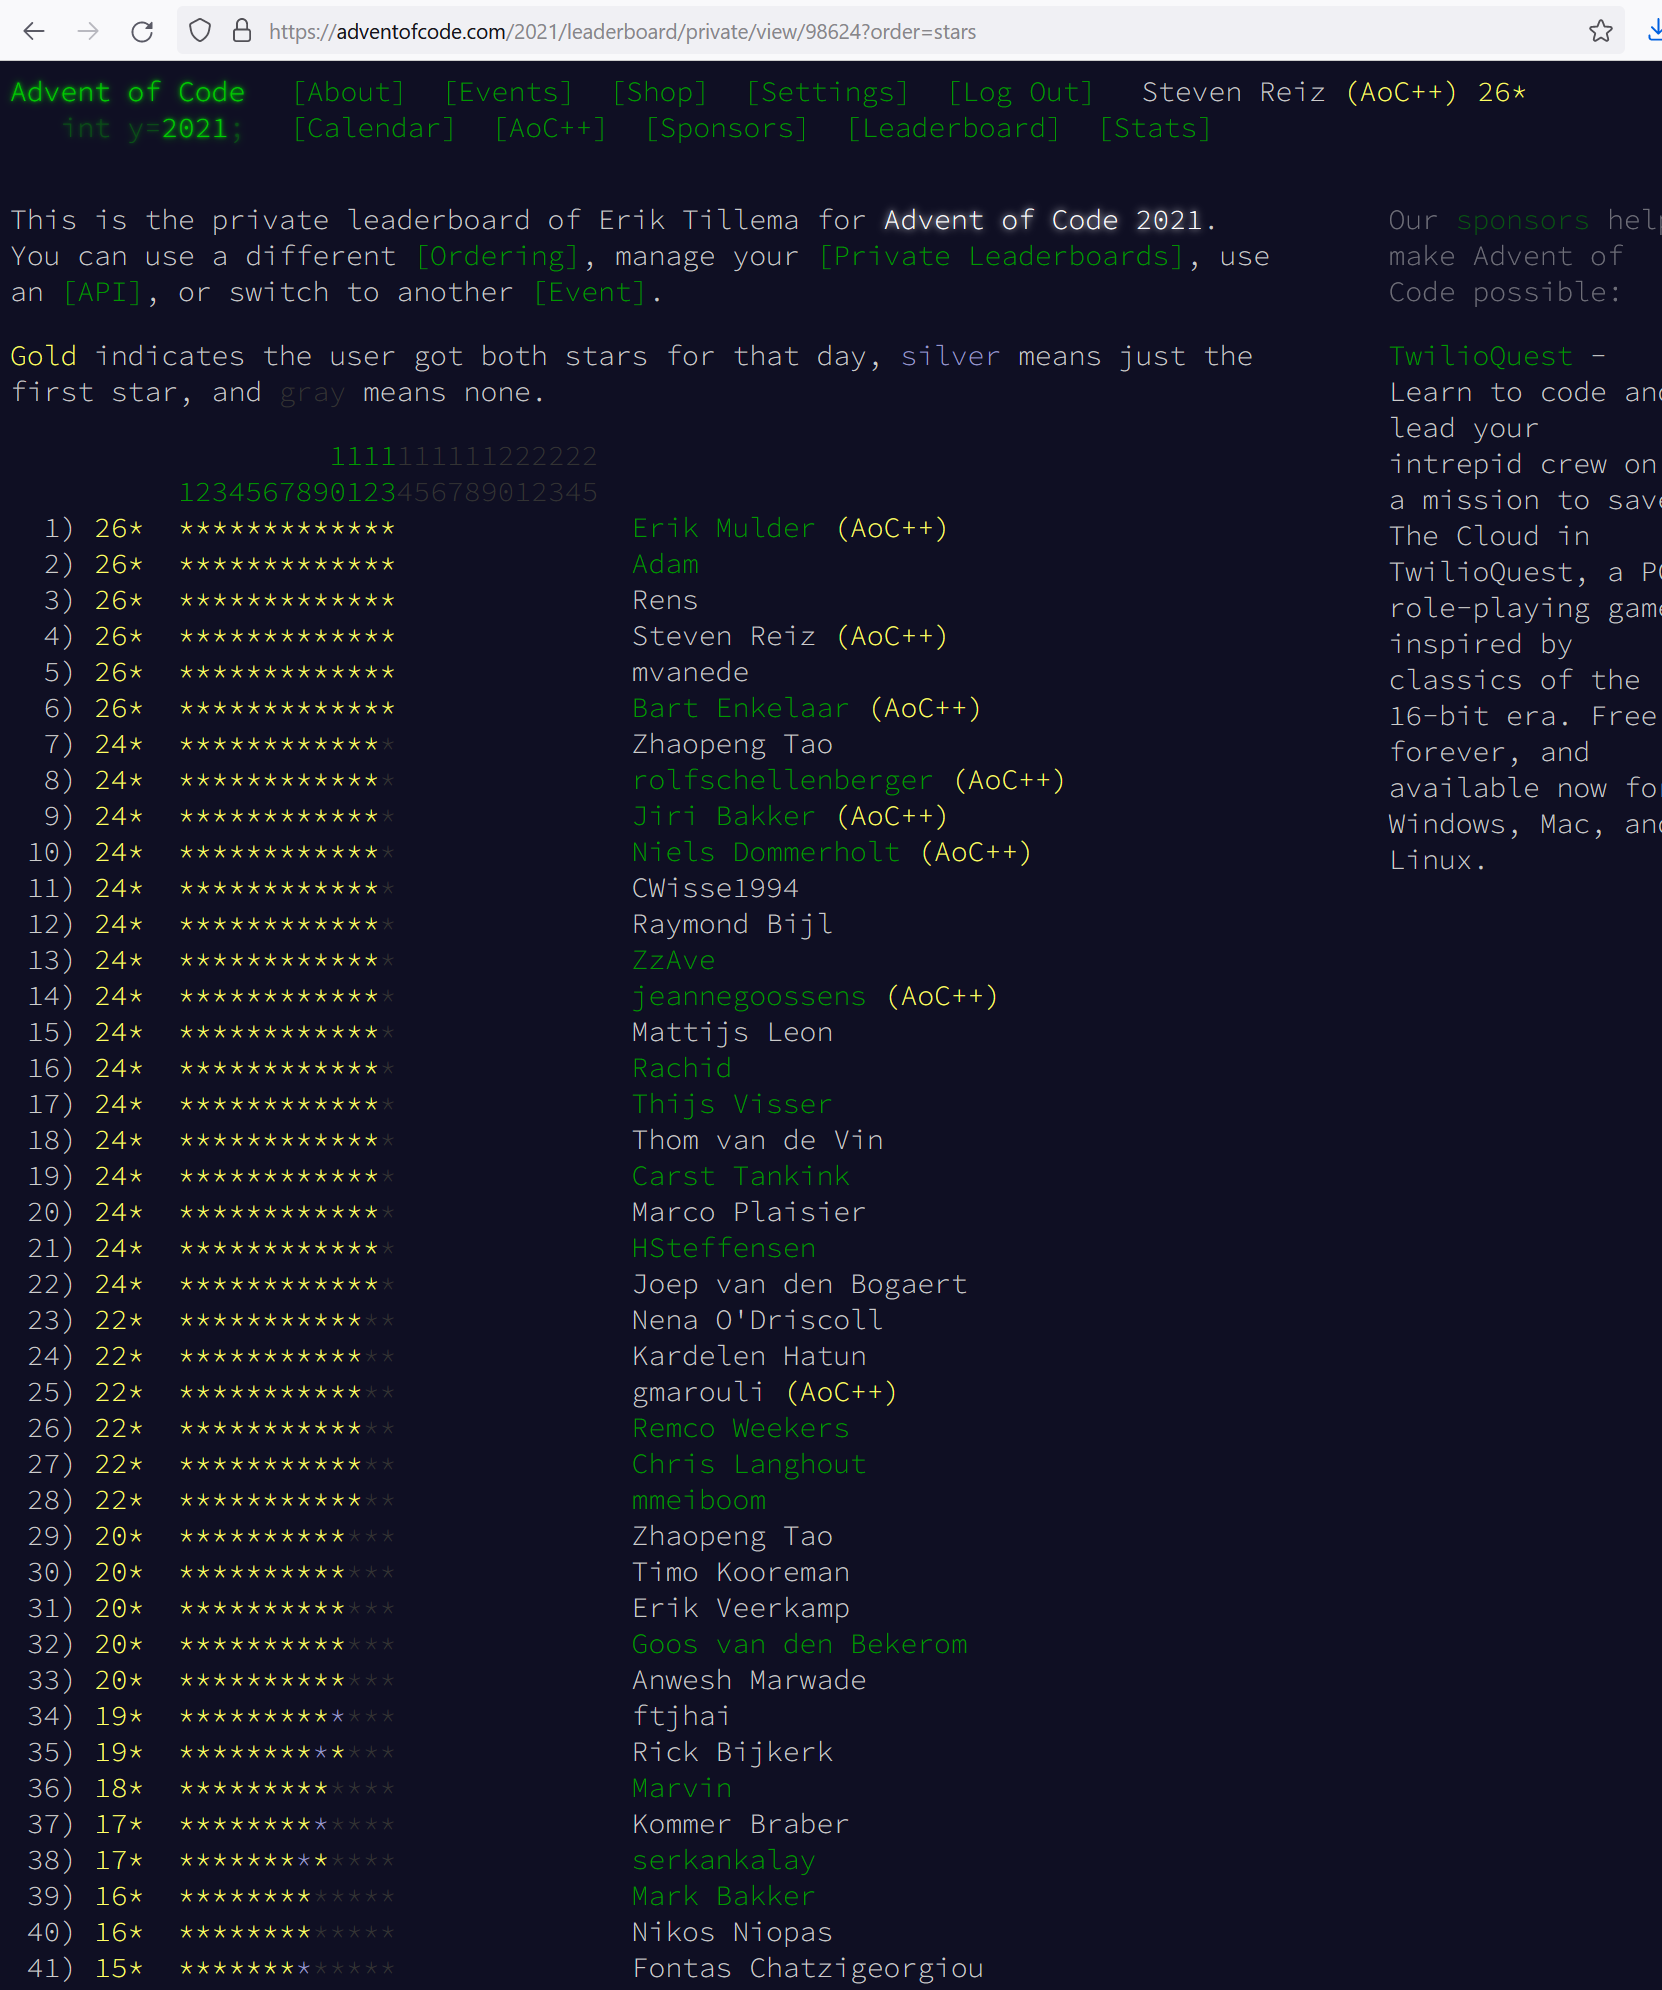 https://adventofcode.com/2021/leaderboard/private/view/98624?order=stars
Advent of Code [About] [Events] [Shop] [Settings] [Log Out] Steven Reiz (AoC++) 26*
int y=2021; [Calendar] [AoC++] [Sponsors] [Leaderboard] [Stats]
This is the private leaderboard of Erik Tillema for Advent of Code 2021.
You can use a different [Ordering], manage your [Private Leaderboards], use
an [API], or switch to another [Event].
Gold indicates the user got both stars for that day, silver means just the
first star, and gray means none.
1111111111222222
1234567890123456789012345
1) 26* ************* Erik Mulder (AoC++)
2) 26* ************* Adam
3) 26* ************* Rens
4) 26* ************* Steven Reiz (AoC++)
5) 26* ************* mvanede
6) 26* ************* Bart Enkelaar (AoC++)
7) 24* ************* Zhaopeng Tao
8) 24* ************* rolfschellenberger (AoC++)
9) 24* ************* Jiri Bakker (AoC++)
10) 24* ************* Niels Dommerholt (AoC++)
11) 24* ************* CWisse1994
12) 24* ************* Raymond Bijl
13) 24* ************* ZzAve
14) 24* ************* jeannegoossens (AoC++)
15) 24* ************* Mattijs Leon
16) 24* ************* Rachid
17) 24* ************* Thijs Visser
18) 24* ************* Thom van de Vin
19) 24* ************* Carst Tankink
20) 24* ************* Marco Plaisier
21) 24* ************* HSteffensen
22) 24* ************* Joep van den Bogaert
23) 22* ************* Nena O'Driscoll
24) 22* ************* Kardelen Hatun
25) 22* ************* gmarouli (AoC++)
26) 22* ************* Remco Weekers
27) 22* ************* Chris Langhout
28) 22* ************* mmeiboom
29) 20* ************* Zhaopeng Tao
30) 20* ************* Timo Kooreman
31) 20* ************* Erik Veerkamp
32) 20* ************* Goos van den Bekerom
33) 20* ************* Anwesh Marwade
34) 19* ************* ftjhai
35) 19* ************* Rick Bijkerk
36) 18* ************* Marvin
37) 17* ************* Kommer Braber
38) 17* ************* serkankalay
39) 16* ************* Mark Bakker
40) 16* ************* Nikos Niopas
41) 15* ************* Fontas Chatzigeorgiou
Our sponsors help
make Advent of
Code possible:
TwilioQuest -
Learn to code and
lead your
intrepid crew on
a mission to save
The Cloud in
TwilioQuest, a PC
role-playing game
inspired by
classics of the
16-bit era. Free
forever, and
available now for
Windows, Mac, and
Linux.